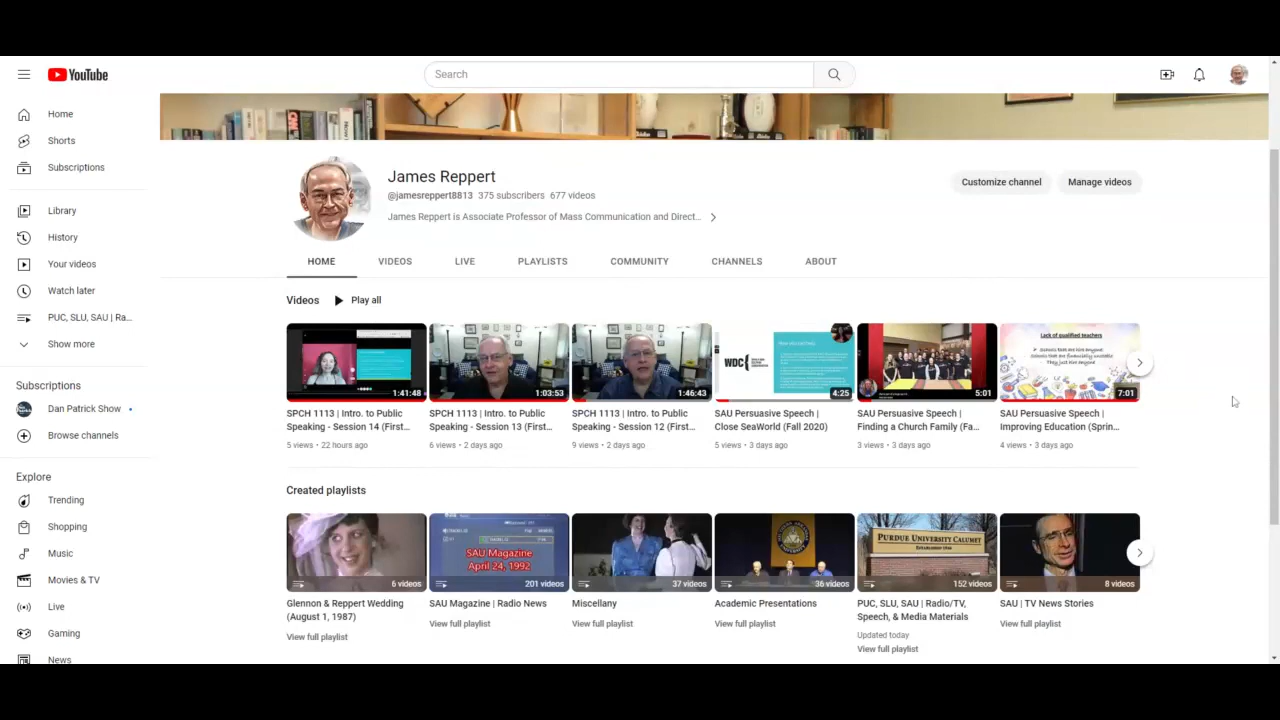 YouTube
Search
Home
Shorts
Subscriptions
Library
History
Your videos
Watch later
PUC, SLU, SAU | Ra...
Show more
Subscriptions
Dan Patrick Show
Browse channels
Explore
Trending
Shopping
Music
Movies & TV
Live
Gaming
News
James Reppert
@jamesreppert8813 375 subscribers 677 videos
James Reppert is Associate Professor of Mass Communication and Direct...
Customize channel
Manage videos
HOME VIDEOS LIVE PLAYLISTS COMMUNITY CHANNELS ABOUT
Videos Play all
1:41:48
SPCH 1113 | Intro. to Public
Speaking - Session 14 (First...
5 views • 22 hours ago
1:03:53
SPCH 1113 | Intro. to Public
Speaking - Session 13 (First...
6 views • 2 days ago
1:46:43
SPCH 1113 | Intro. to Public
Speaking - Session 12 (First...
9 views • 2 days ago
WDC
4:25
SAU Persuasive Speech |
Close SeaWorld (Fall 2020)
5 views • 3 days ago
5:01
SAU Persuasive Speech |
Finding a Church Family (Fa...
3 views • 3 days ago
Lack of qualified teachers
7:01
SAU Persuasive Speech |
Improving Education (Sprin...
4 views • 3 days ago
Created playlists
6 videos
Glennon & Reppert Wedding
(August 1, 1987)
View full playlist
SAU Magazine
April 24, 1992
201 videos
SAU Magazine | Radio News
View full playlist
37 videos
Miscellany
View full playlist
36 videos
Academic Presentations
View full playlist
PURDUE UNIVERSITY CALUMET
152 videos
PUC, SLU, SAU | Radio/TV,
Speech, & Media Materials
Updated today
View full playlist
8 videos
SAU | TV News Stories
View full playlist